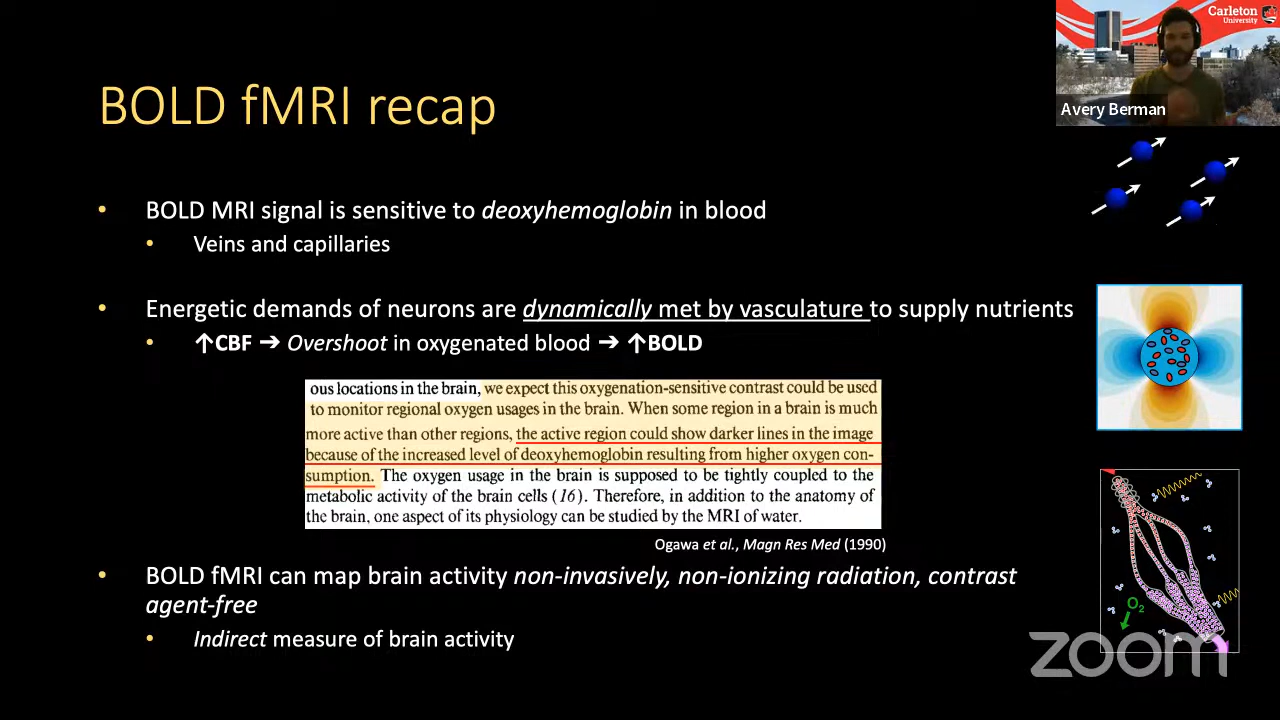 Carleton
University
Avery Berman
BOLD fMRI recap
• BOLD MRI signal is sensitive to deoxyhemoglobin in blood
• Veins and capillaries
• Energetic demands of neurons are dynamically met by vasculature to supply nutrients
• ↑CBF ➔ Overshoot in oxygenated blood ➔ ↑BOLD
ous locations in the brain, we expect this oxygenation-sensitive contrast could be used
to monitor regional oxygen usages in the brain. When some region in a brain is much
more active than other regions, the active region could show darker lines in the image
because of the increased level of deoxyhemoglobin resulting from higher oxygen con-
sumption. The oxygen usage in the brain is supposed to be tightly coupled to the
metabolic activity of the brain cells (16). Therefore, in addition to the anatomy of
the brain, one aspect of its physiology can be studied by the MRI of water.
Ogawa et al., Magn Res Med (1990)
• BOLD fMRI can map brain activity non-invasively, non-ionizing radiation, contrast
agent-free
• Indirect measure of brain activity
O₂
zoom